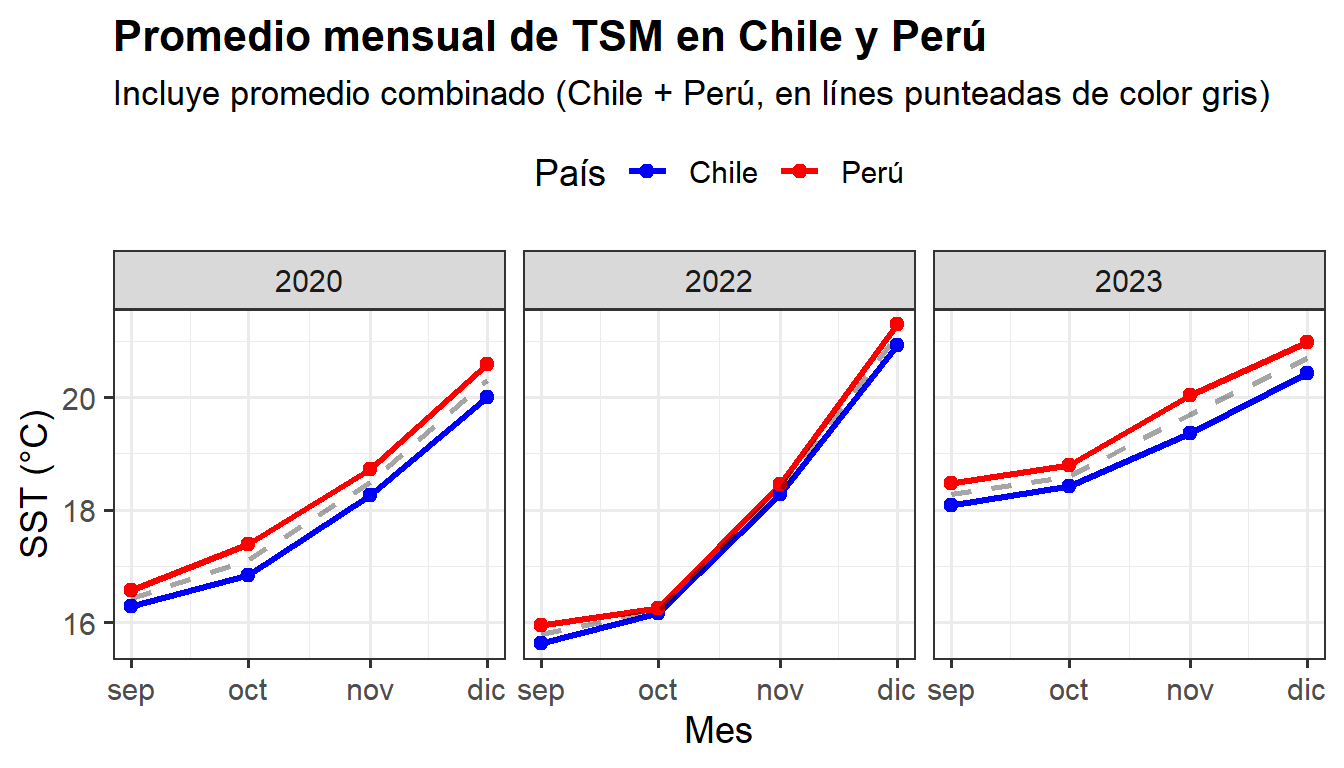 Promedio mensual de TSM en Chile y Perú
Incluye promedio combinado (Chile + Perú, en línes punteadas de color gris)
País Chile Perú
2020 2022 2023
SST (°C)
20
18
16
sep oct nov dic sep oct nov dic sep oct nov dic
Mes